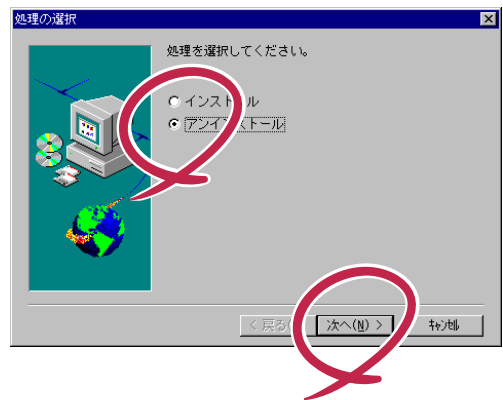 処理の選択
処理を選択してください。
インストール
アンインストール
< 戻る(
次へ(N) >
キャンセル